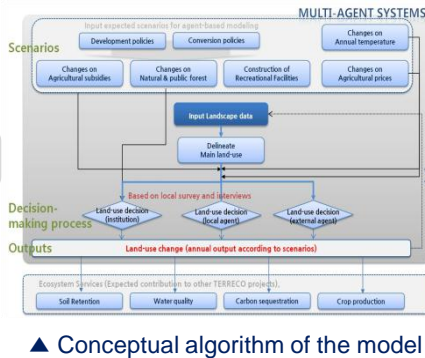 MULTI-AGENT SYSTEMS
Input expected scenarios for agent-based modeling
Scenarios
Development policies
Conversion policies
Changes on
Annual temperature
Changes on
Agricultural subsidies
Changes on
Natural & public forest
Construction of
Recreational Facilities
Changes on
Agricultural prices
Input Landscape data
Delineate
Main land-use
Based on local survey and interviews
Decision-
making process
Land-use decision
(institution)
Land-use decision
(local agent)
Land-use decision
(external agent)
Outputs
Land-use change (annual output according to scenarios)
Ecosystem Services (Expected contribution to other TERRECO projects),
Soil Retention
Water quality
Carbon sequestration
Crop production
▲ Conceptual algorithm of the model